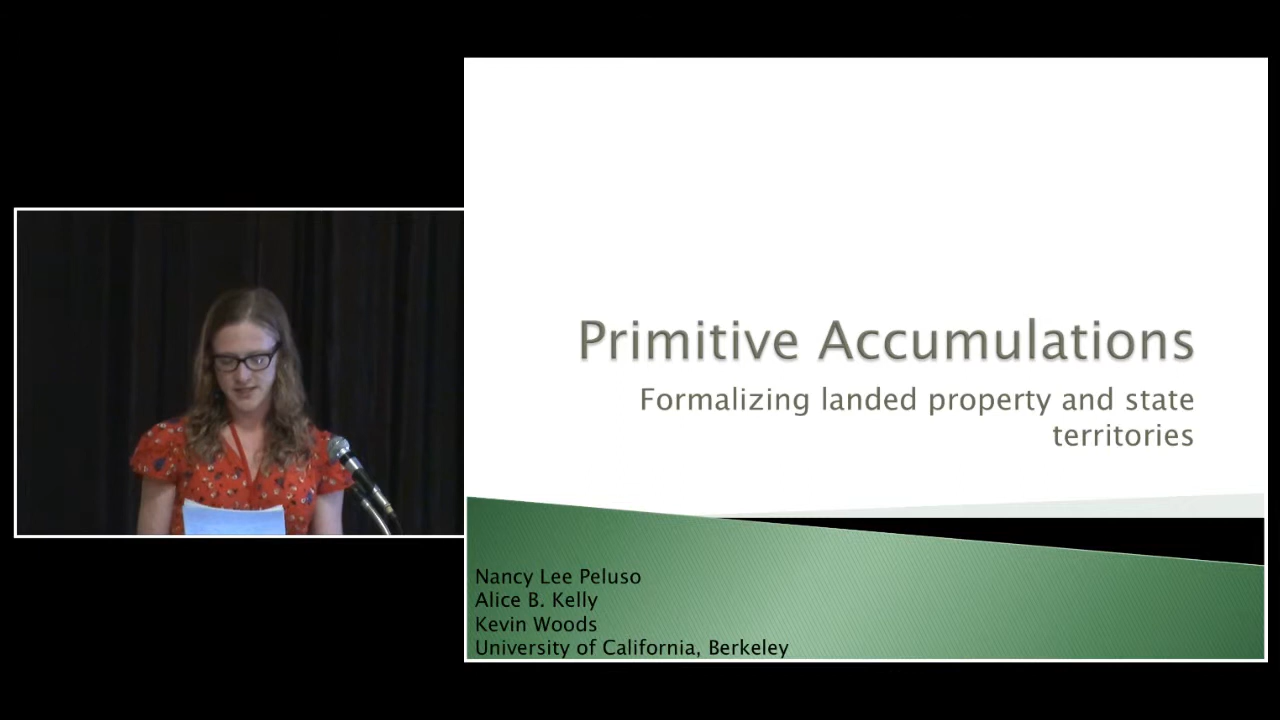 Primitive Accumulations
Formalizing landed property and state
territories
Nancy Lee Peluso
Alice B. Kelly
Kevin Woods
University of California, Berkeley